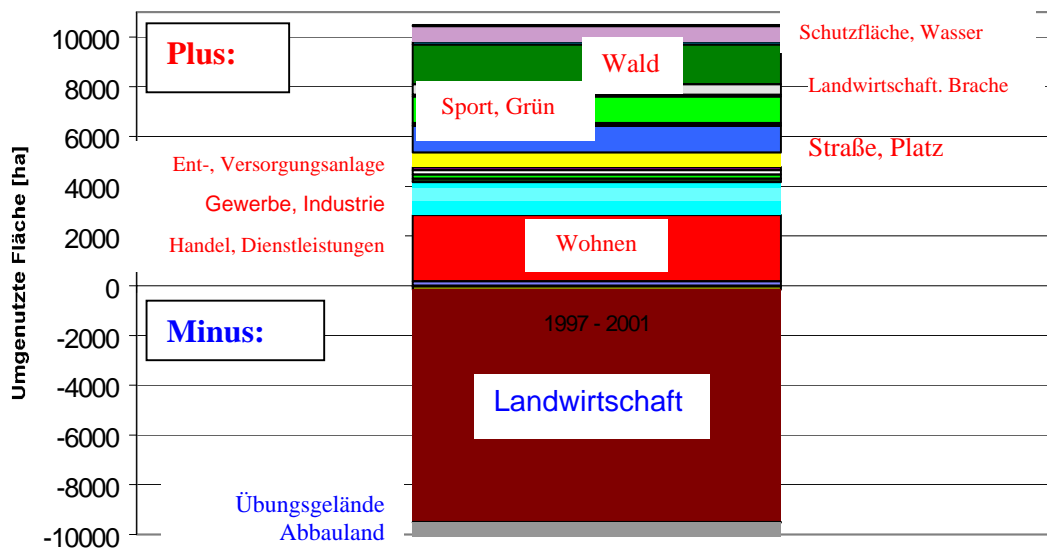 Umgenutzte Fläche [ha]
10000
8000
6000
4000
2000
0
-2000
-4000
-6000
-8000
-10000
Plus:
Wald
Sport, Grün
Schutzfläche, Wasser
Landwirtschaft. Brache
Straße, Platz
Ent-, Versorgungsanlage
Gewerbe, Industrie
Handel, Dienstleistungen
Wohnen
Minus:
1997 - 2001
Landwirtschaft
Übungsgelände
Abbauland